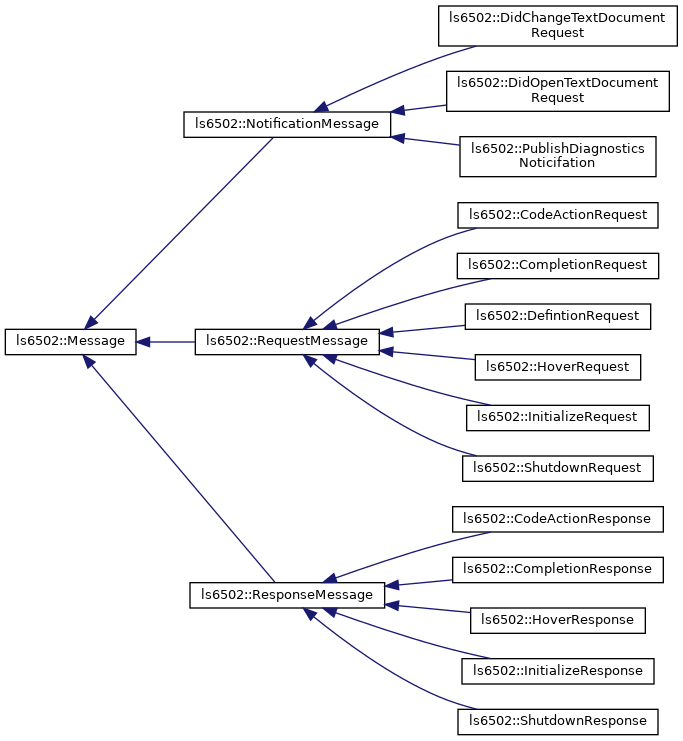 ls6502::DidChangeTextDocument
Request
ls6502::DidOpenTextDocument
Request
ls6502::NotificationMessage
ls6502::PublishDiagnostics
Noticifation
ls6502::CodeActionRequest
ls6502::CompletionRequest
ls6502::DefintionRequest
ls6502::Message
ls6502::RequestMessage
ls6502::HoverRequest
ls6502::InitializeRequest
ls6502::ShutdownRequest
ls6502::CodeActionResponse
ls6502::CompletionResponse
ls6502::ResponseMessage
ls6502::HoverResponse
ls6502::InitializeResponse
ls6502::ShutdownResponse